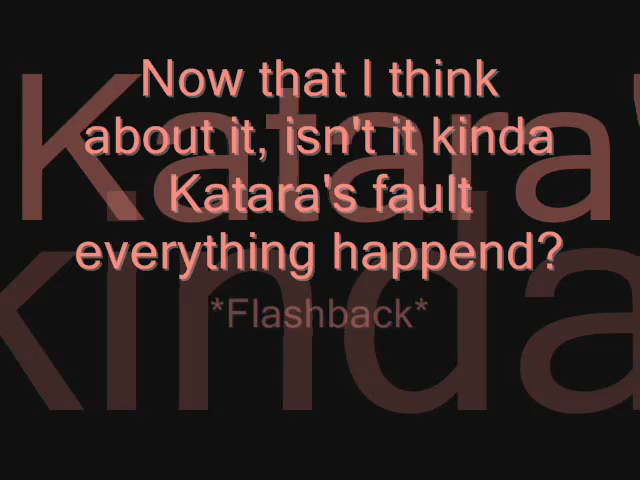 Now that I think
about it, isn't it kinda
Katara's fault
everything happend?
*Flashback*
Katara'
kinda